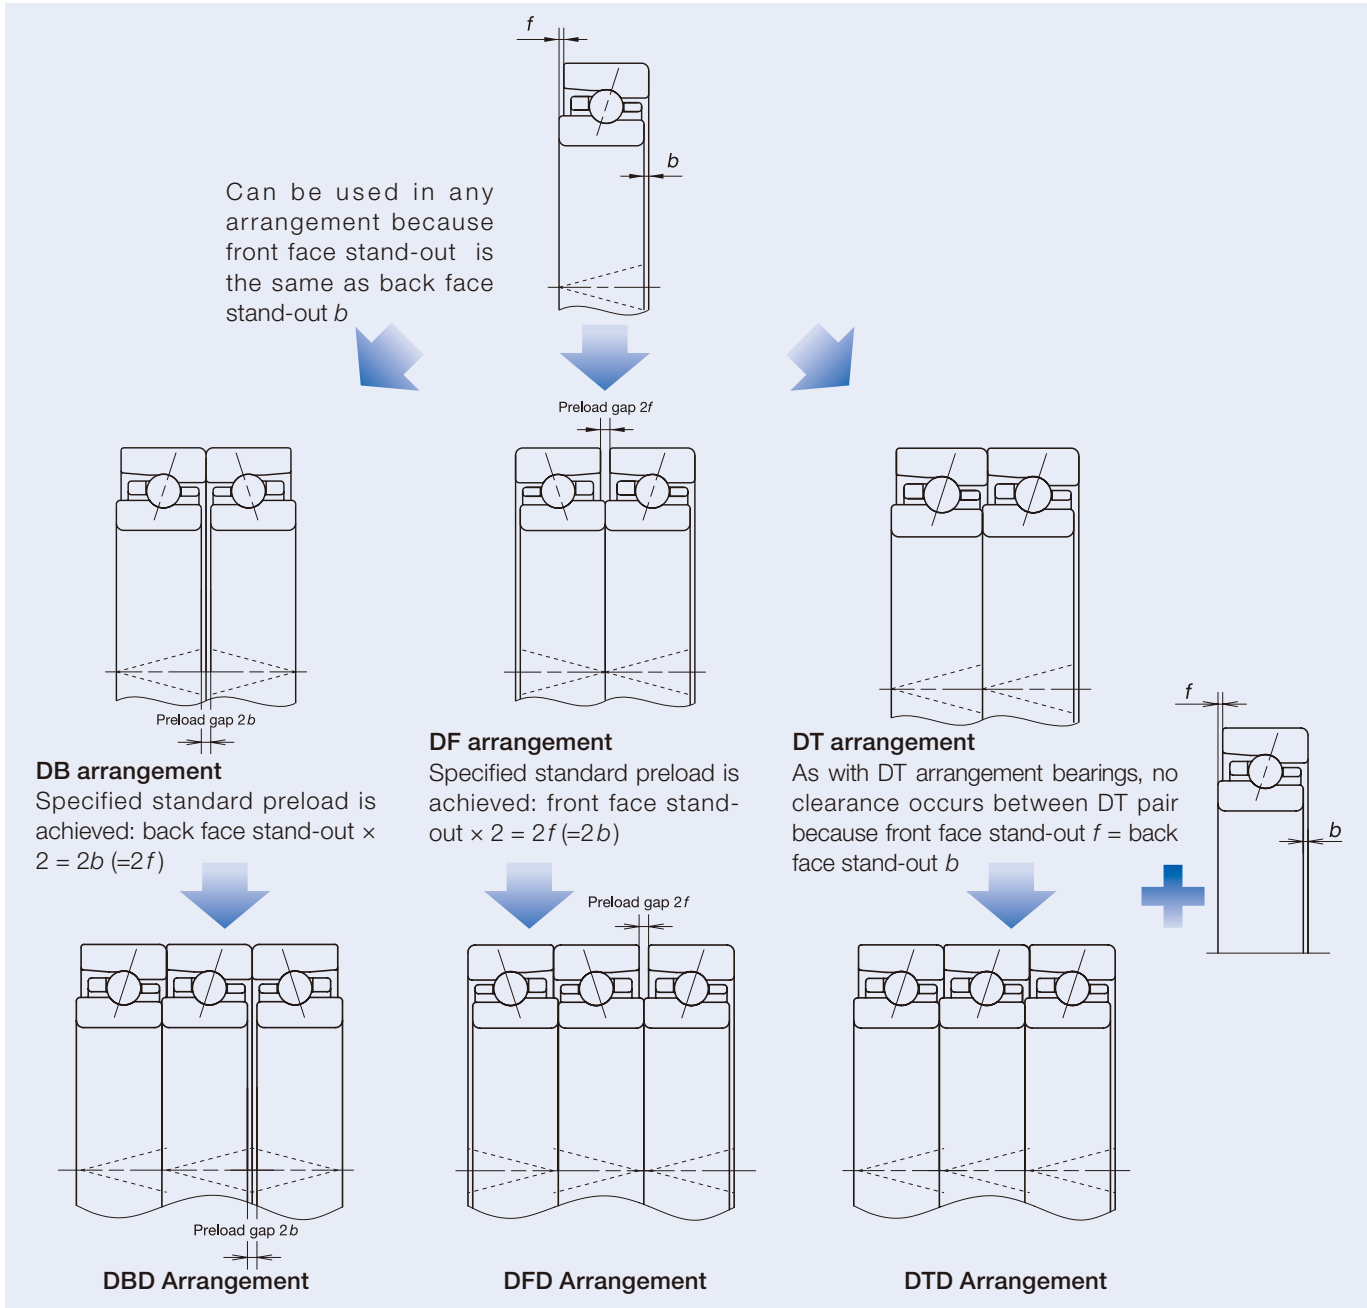 f
b
Can be used in any
arrangement because
front face stand-out is
the same as back face
stand-out b
Preload gap 2f
Preload gap 2b
DB arrangement
Specified standard preload is
achieved: back face stand-out ×
2 = 2b (=2f)
DF arrangement
Specified standard preload is
achieved: front face stand-
out × 2 = 2f (=2b)
DT arrangement
As with DT arrangement bearings, no
clearance occurs between DT pair
because front face stand-out f = back
face stand-out b
f
b
Preload gap 2f
Preload gap 2b
DBD Arrangement
DFD Arrangement
DTD Arrangement